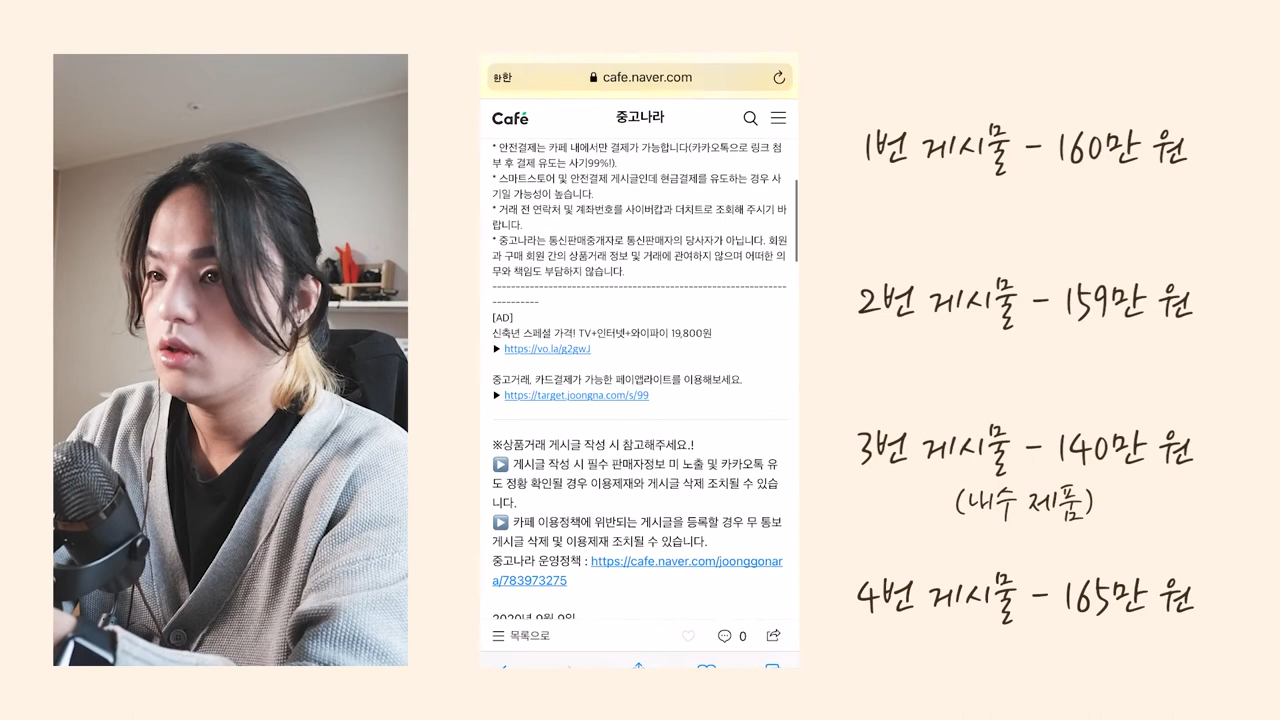 한한 cafe.naver.com
Café 중고나라
* 안전결제는 카페 내에서만 결제가 가능합니다(카카오톡으로 링크 첨
부 후 결제 유도는 사기99%!).
* 스마트스토어 및 안전결제 게시글인데 현금결제를 유도하는 경우 사
기일 가능성이 높습니다.
* 거래 전 연락처 및 계좌번호를 사이버캅과 더치트로 조회해 주시기 바
랍니다.
* 중고나라는 통신판매중개자로 통신판매자의 당사자가 아닙니다. 회원
과 구매 회원 간의 상품거래 정보 및 거래에 관여하지 않으며 어떠한 의
무와 책임도 부담하지 않습니다.
[AD]
신축년 스페셜 가격! TV+인터넷+와이파이 19,800원
▶ https://vo.la/g2gwJ
중고거래, 카드결제가 가능한 페이앱라이트를 이용해보세요.
▶ https://target.joongna.com/s/99
※상품거래 게시글 작성 시 참고해주세요.!
▶ 게시글 작성 시 필수 판매자정보 미 노출 및 카카오톡 유
도 정황 확인될 경우 이용제재와 게시글 삭제 조치될 수 있습
니다.
▶ 카페 이용정책에 위반되는 게시글을 등록할 경우 무 통보
게시글 삭제 및 이용제재 조치될 수 있습니다.
중고나라 운영정책 : https://cafe.naver.com/joonggonar
a/783973275
2020년 9월 9일
목록으로 0
1번 게시물 - 160만 원
2번 게시물 - 159만 원
3번 게시물 - 140만 원
(내수 제품)
4번 게시물 - 165만 원